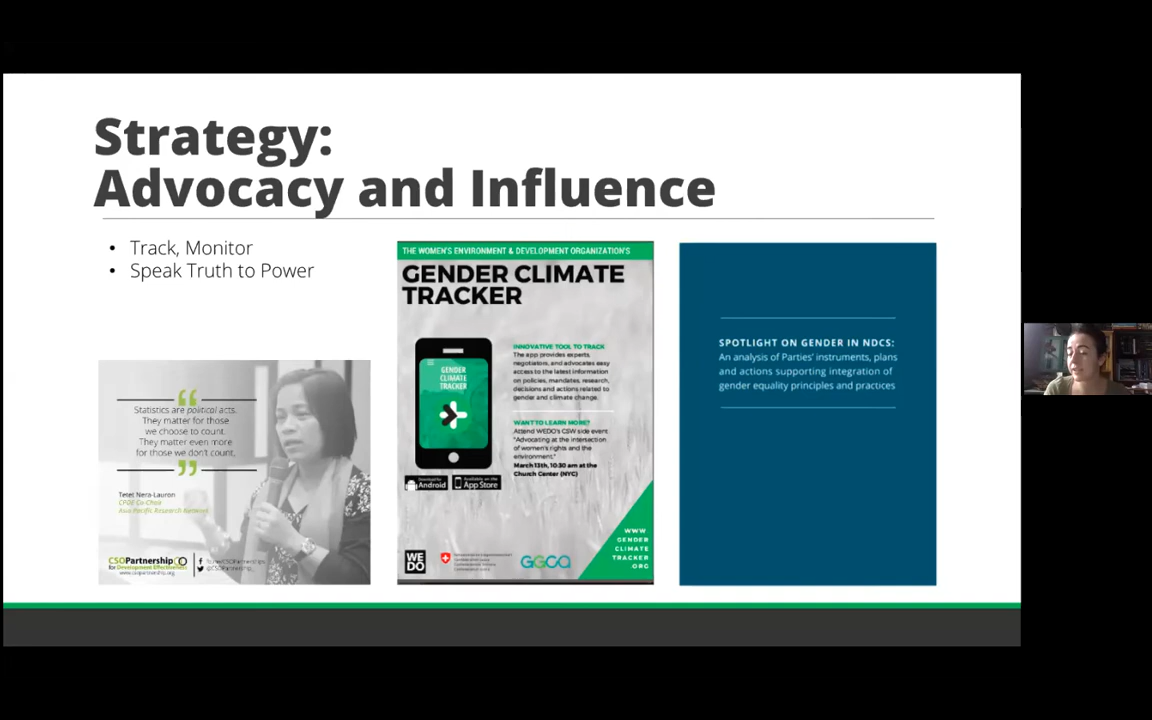 Strategy:
Advocacy and Influence
• Track, Monitor
• Speak Truth to Power
Statistics are political acts.
They matter for those
we choose to count.
They matter even more
for those we don't count.
Tetet Nera-Lauron
CPDE Co-Chair
Asia Pacific Research Network
CSOPartnership
for Development Effectiveness
www.csopartnership.org
THE WOMEN'S ENVIRONMENT & DEVELOPMENT ORGANIZATION'S
GENDER CLIMATE
TRACKER
GENDER
CLIMATE
TRACKER
INNOVATIVE TOOL TO TRACK
The app provides experts,
negotiators, and advocates easy
access to the latest information
on policies, mandates, research,
decisions and actions related to
gender and climate change.
WANT TO LEARN MORE?
Attend WEDO's CSW side event
"Advocating at the intersection
of women's rights and the
environment."
March 13th, 10:30 am at the
Church Center (NYC)
Android
App Store
WE
DO
GGCA
WWW
GENDER
CLIMATE
TRACKER
.ORG
SPOTLIGHT ON GENDER IN NDCS:
An analysis of Parties' instruments, plans
and actions supporting integration of
gender equality principles and practices